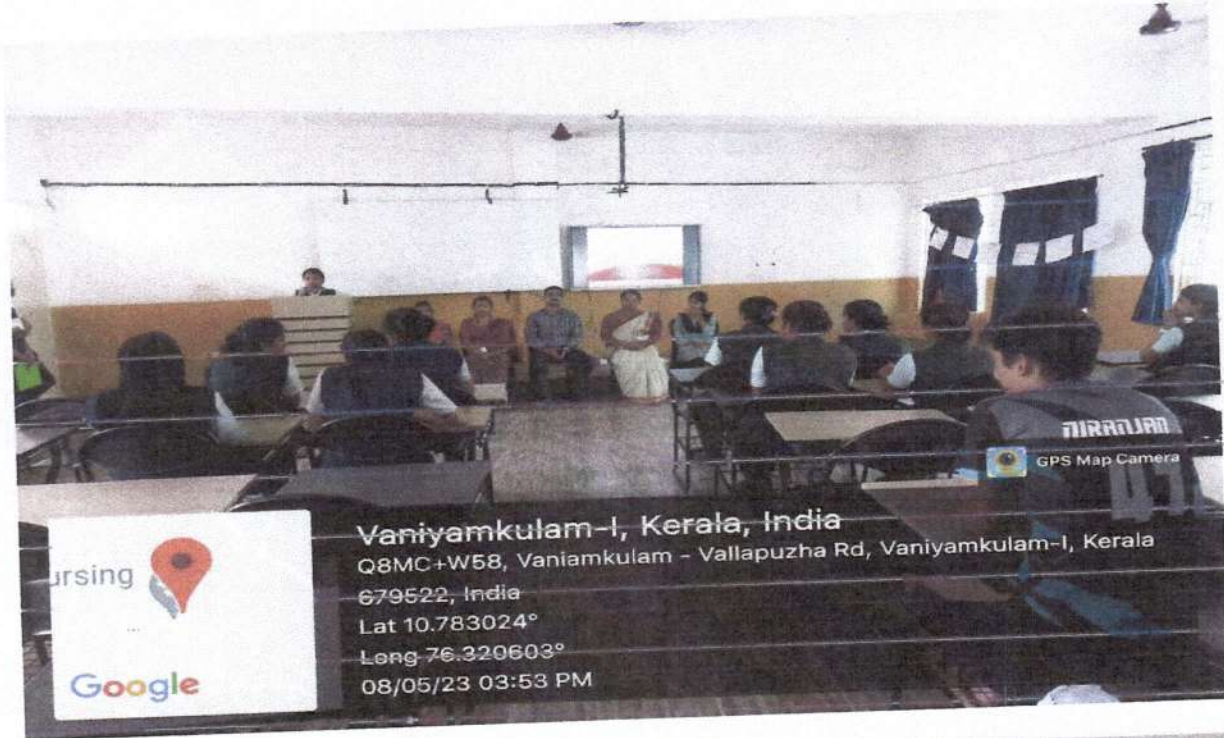 NIRANJAN
GPS Map Camera
Vaniyamkulam-I, Kerala, India
Q8MC+W58, Vaniamkulam - Vallapuzha Rd, Vaniyamkulam-I, Kerala
679522, India
Lat 10.783024°
Long 76.320603°
08/05/23 03:53 PM
ursing
Google